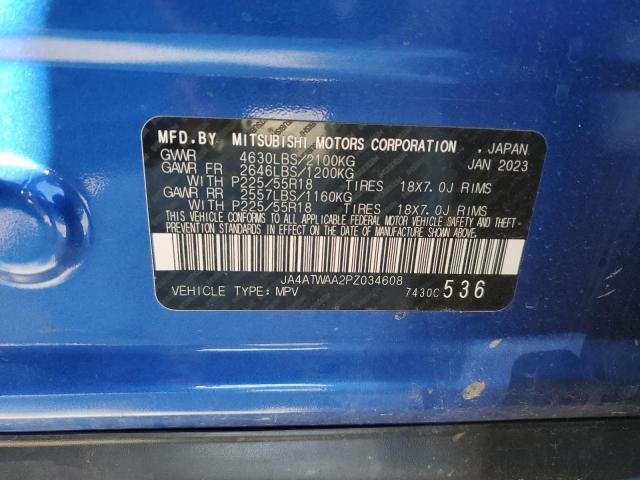 MFD.BY MITSUBISHI MOTORS CORPORATION , JAPAN
GVWR 4630LBS/2100KG JAN 2023
GAWR FR 2646LBS/1200KG
WITH P225/55R18 TIRES 18X7.0J RIMS
GAWR RR 2557LBS/1160KG
WITH P225/55R18 TIRES 18X7.0J RIMS
THIS VEHICLE CONFORMS TO ALL APPLICABLE FEDERAL MOTOR VEHICLE SAFETY AND THEFT
PREVENTION STANDARDS IN EFFECT ON THE DATE OF MANUFACTURE SHOWN ABOVE.
JA4ATWAA2PZ034608
VEHICLE TYPE: MPV 7430C536